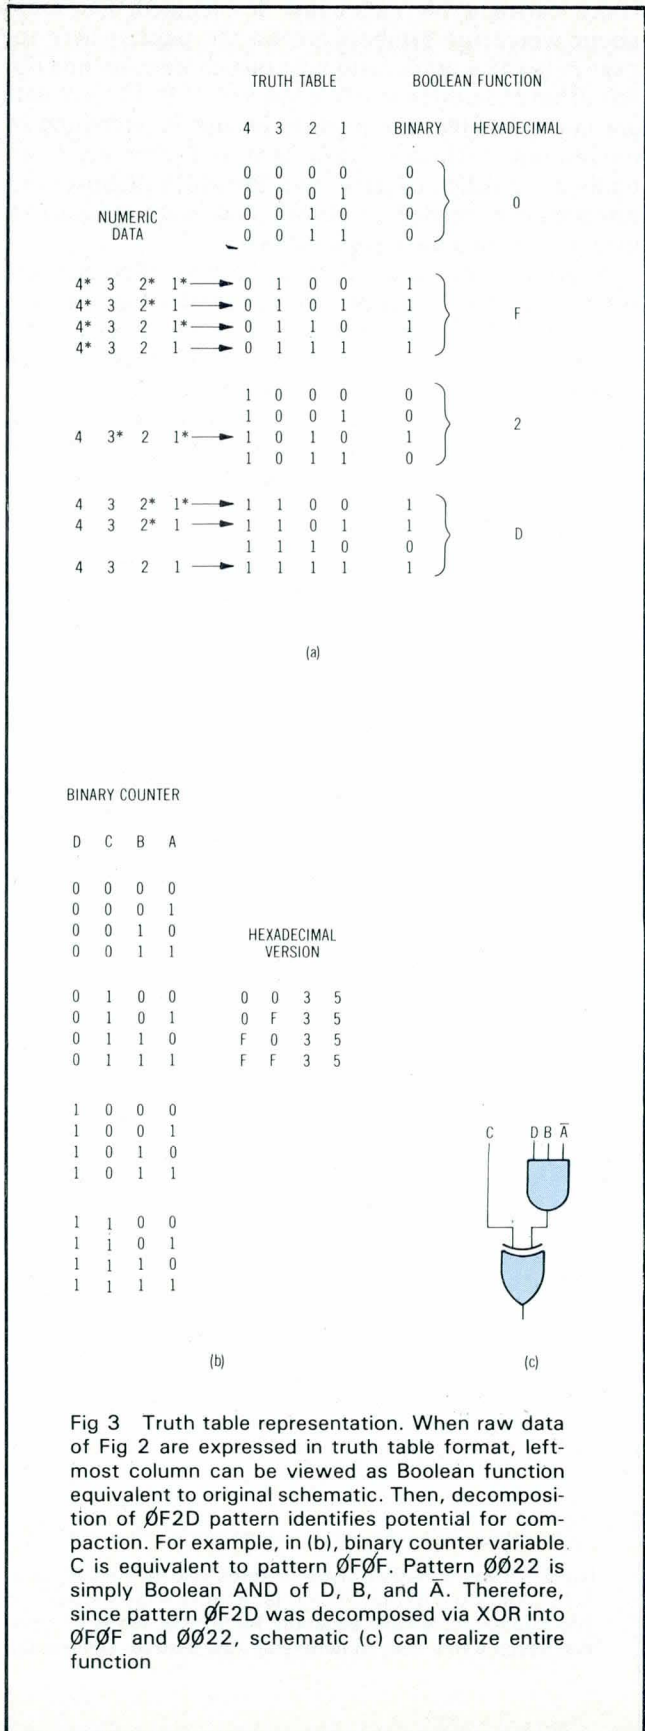 TRUTH TABLE BOOLEAN FUNCTION
4 3 2 1 BINARY HEXADECIMAL
0 0 0 0 0
0 0 0 1 0
0
NUMERIC 0 0 1 0 0
DATA 0 0 1 1 0
4* 3 2* 1* 0 1 0 0 1
4* 3 2* 1 0 1 0 1 1
F
4* 3 2 1* 0 1 1 0 1
4* 3 2 1 0 1 1 1 1
1 0 0 0 0
1 0 0 1 0
2
4 3* 2 1* 1 0 1 0 1
1 0 1 1 0
4 3 2* 1* 1 1 0 0 1
4 3 2* 1 1 1 0 1 1
D
1 1 1 0 0
4 3 2 1 1 1 1 1 1
(a)
BINARY COUNTER
D C B A
0 0 0 0
0 0 0 1
0 0 1 0
0 0 1 1
HEXADECIMAL
VERSION
0 1 0 0 0 0 3 5
0 1 0 1 0 F 3 5
0 1 1 0 F 0 3 5
0 1 1 1 F F 3 5
1 0 0 0
1 0 0 1
1 0 1 0
1 0 1 1
1 1 0 0
1 1 0 1
1 1 1 0
1 1 1 1
C D B A̅
(b) (c)
Fig 3 Truth table representation. When raw data
of Fig 2 are expressed in truth table format, left-
most column can be viewed as Boolean function
equivalent to original schematic. Then, decomposi-
tion of ØF2D pattern identifies potential for com-
paction. For example, in (b), binary counter variable
C is equivalent to pattern ØFØF. Pattern ØØ22 is
simply Boolean AND of D, B, and A̅. Therefore,
since pattern ØF2D was decomposed via XOR into
ØFØF and ØØ22, schematic (c) can realize entire
function